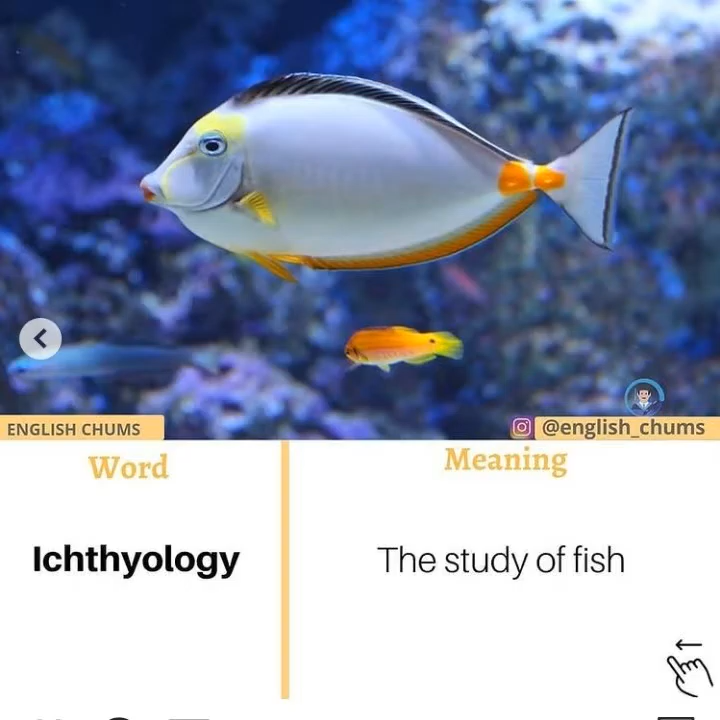 ENGLISH CHUMS
@english_chums
Word
Meaning
Ichthyology
The study of fish